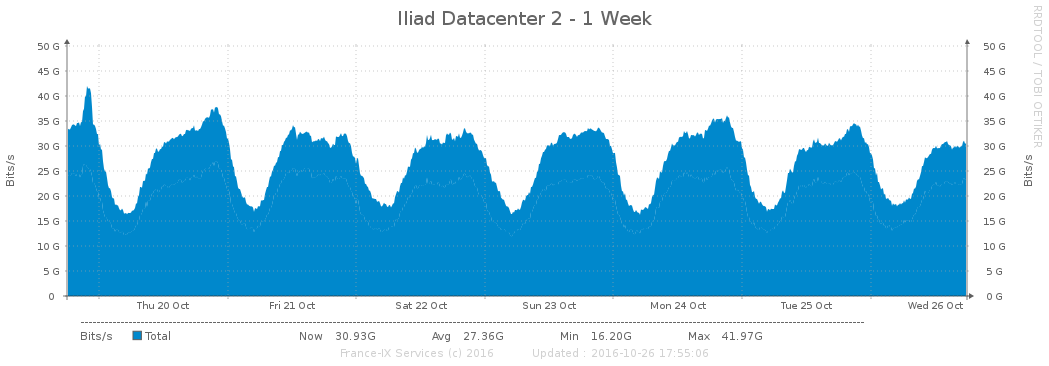 Iliad Datacenter 2 - 1 Week
RRDTOOL / TOBI OETIKER
50 G 50 G
45 G 45 G
40 G 40 G
35 G 35 G
30 G 30 G
25 G 25 G
20 G 20 G
15 G 15 G
10 G 10 G
5 G 5 G
0 0 G
Bits/s
Bits/s
Thu 20 Oct Fri 21 Oct Sat 22 Oct Sun 23 Oct Mon 24 Oct Tue 25 Oct Wed 26 Oct
Bits/s Total Now 30.93G Avg 27.36G Min 16.20G Max 41.97G
France-IX Services (c) 2016 Updated : 2016-10-26 17:55:06